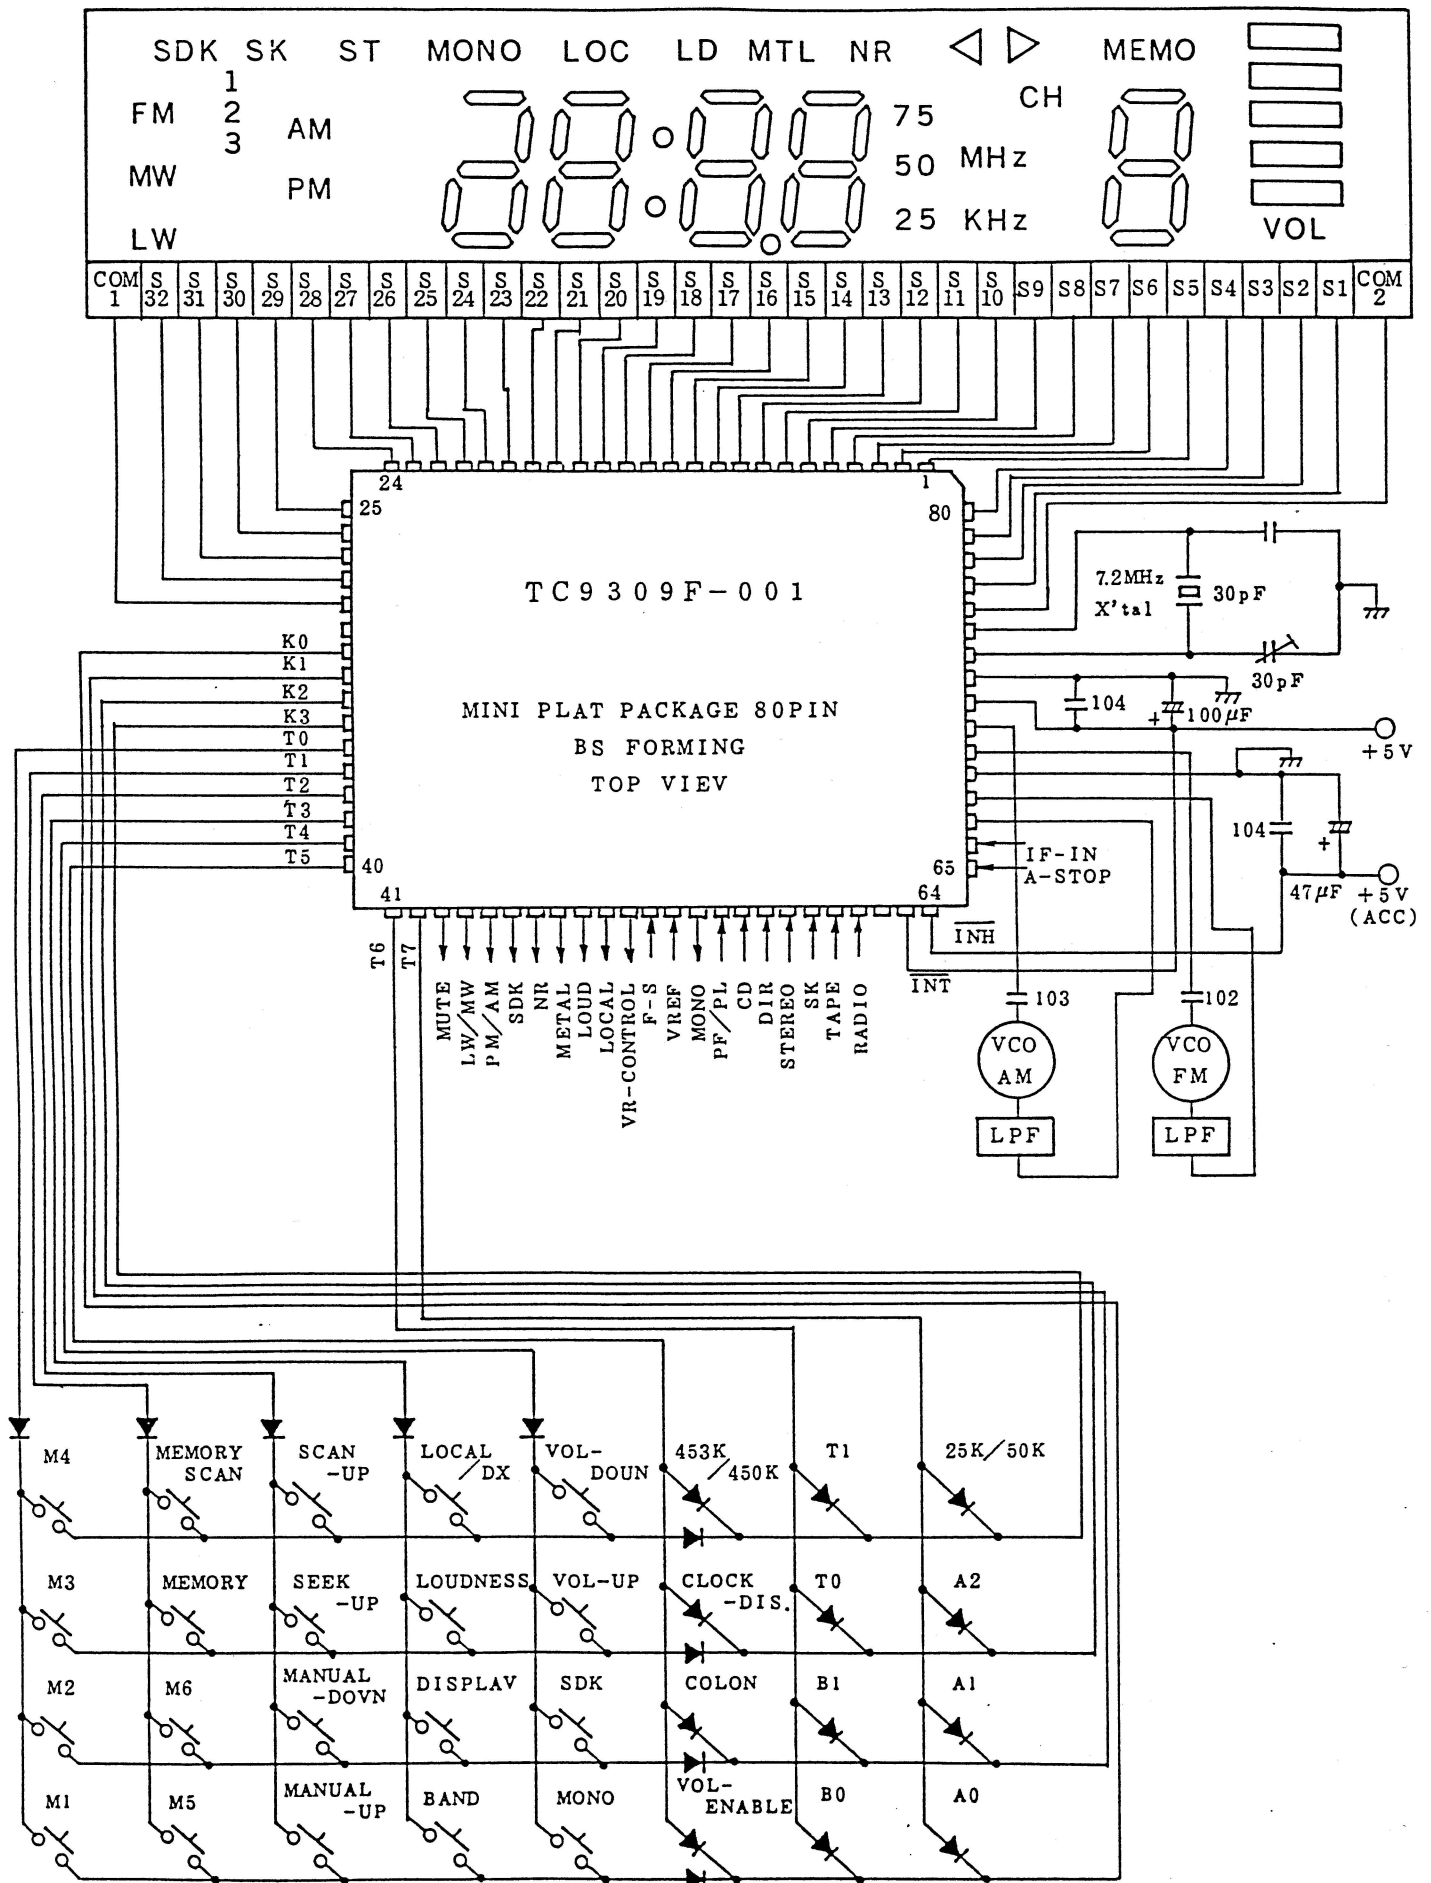 SDK SK ST MONO LOC LD MTL NR MEMO
1
FM 2 AM 75 CH
3
MW PM 50 MHz
LW 25 KHz VOL
COM 1 S 32 S 31 S 30 S 29 S 28 S 27 S 26 S 25 S 24 S 23 S 22 S 21 S 20 S 19 S 18 S 17 S 16 S 15 S 14 S 13 S 12 S 11 S 10 S9 S8 S7 S6 S5 S4 S3 S2 S1 COM 2
24 1
25 80
TC9309F-001
7.2MHz
X'tal
30pF
30pF
K0
K1
K2
K3
T0
T1
T2
T3
T4
T5
MINI PLAT PACKAGE 80PIN
BS FORMING
TOP VIEV
104
+ 100μF
+5V
104
+
47μF +5V
(ACC)
IF-IN
A-STOP
40 65
41 64
T6
T7
MUTE
LW/MW
PM/AM
SDK
NR
METAL
LOUD
LOCAL
VR-CONTROL
F-S
VREF
MONO
PF/PL
CD
DIR
STEREO
SK
TAPE
RADIO
INH
INT
103 102
VCO AM
VCO FM
LPF LPF
M4 MEMORY SCAN SCAN -UP LOCAL /DX VOL- DOUN 453K /450K T1 25K/50K
M3 MEMORY SEEK -UP LOUDNESS VOL-UP CLOCK -DIS. T0 A2
M2 M6 MANUAL -DOVN DISPLAV SDK COLON B1 A1
M1 M5 MANUAL -UP BAND MONO VOL- ENABLE B0 A0